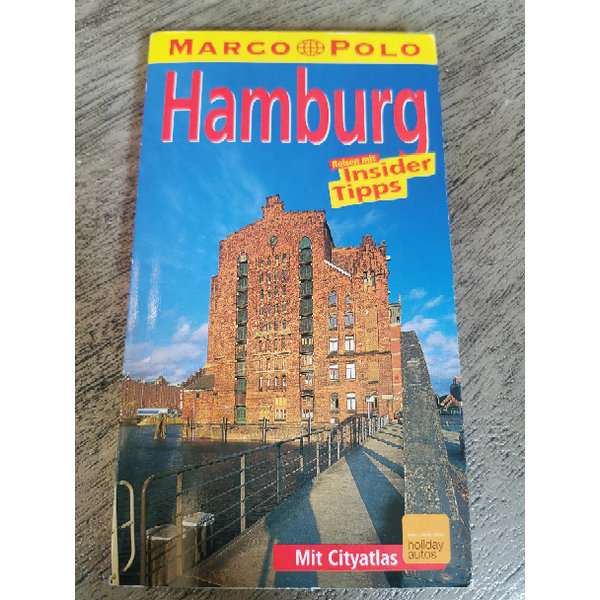 MARCO POLO
Hamburg
Reisen mit
Insider
Tipps
Mit Cityatlas
holiday
autos